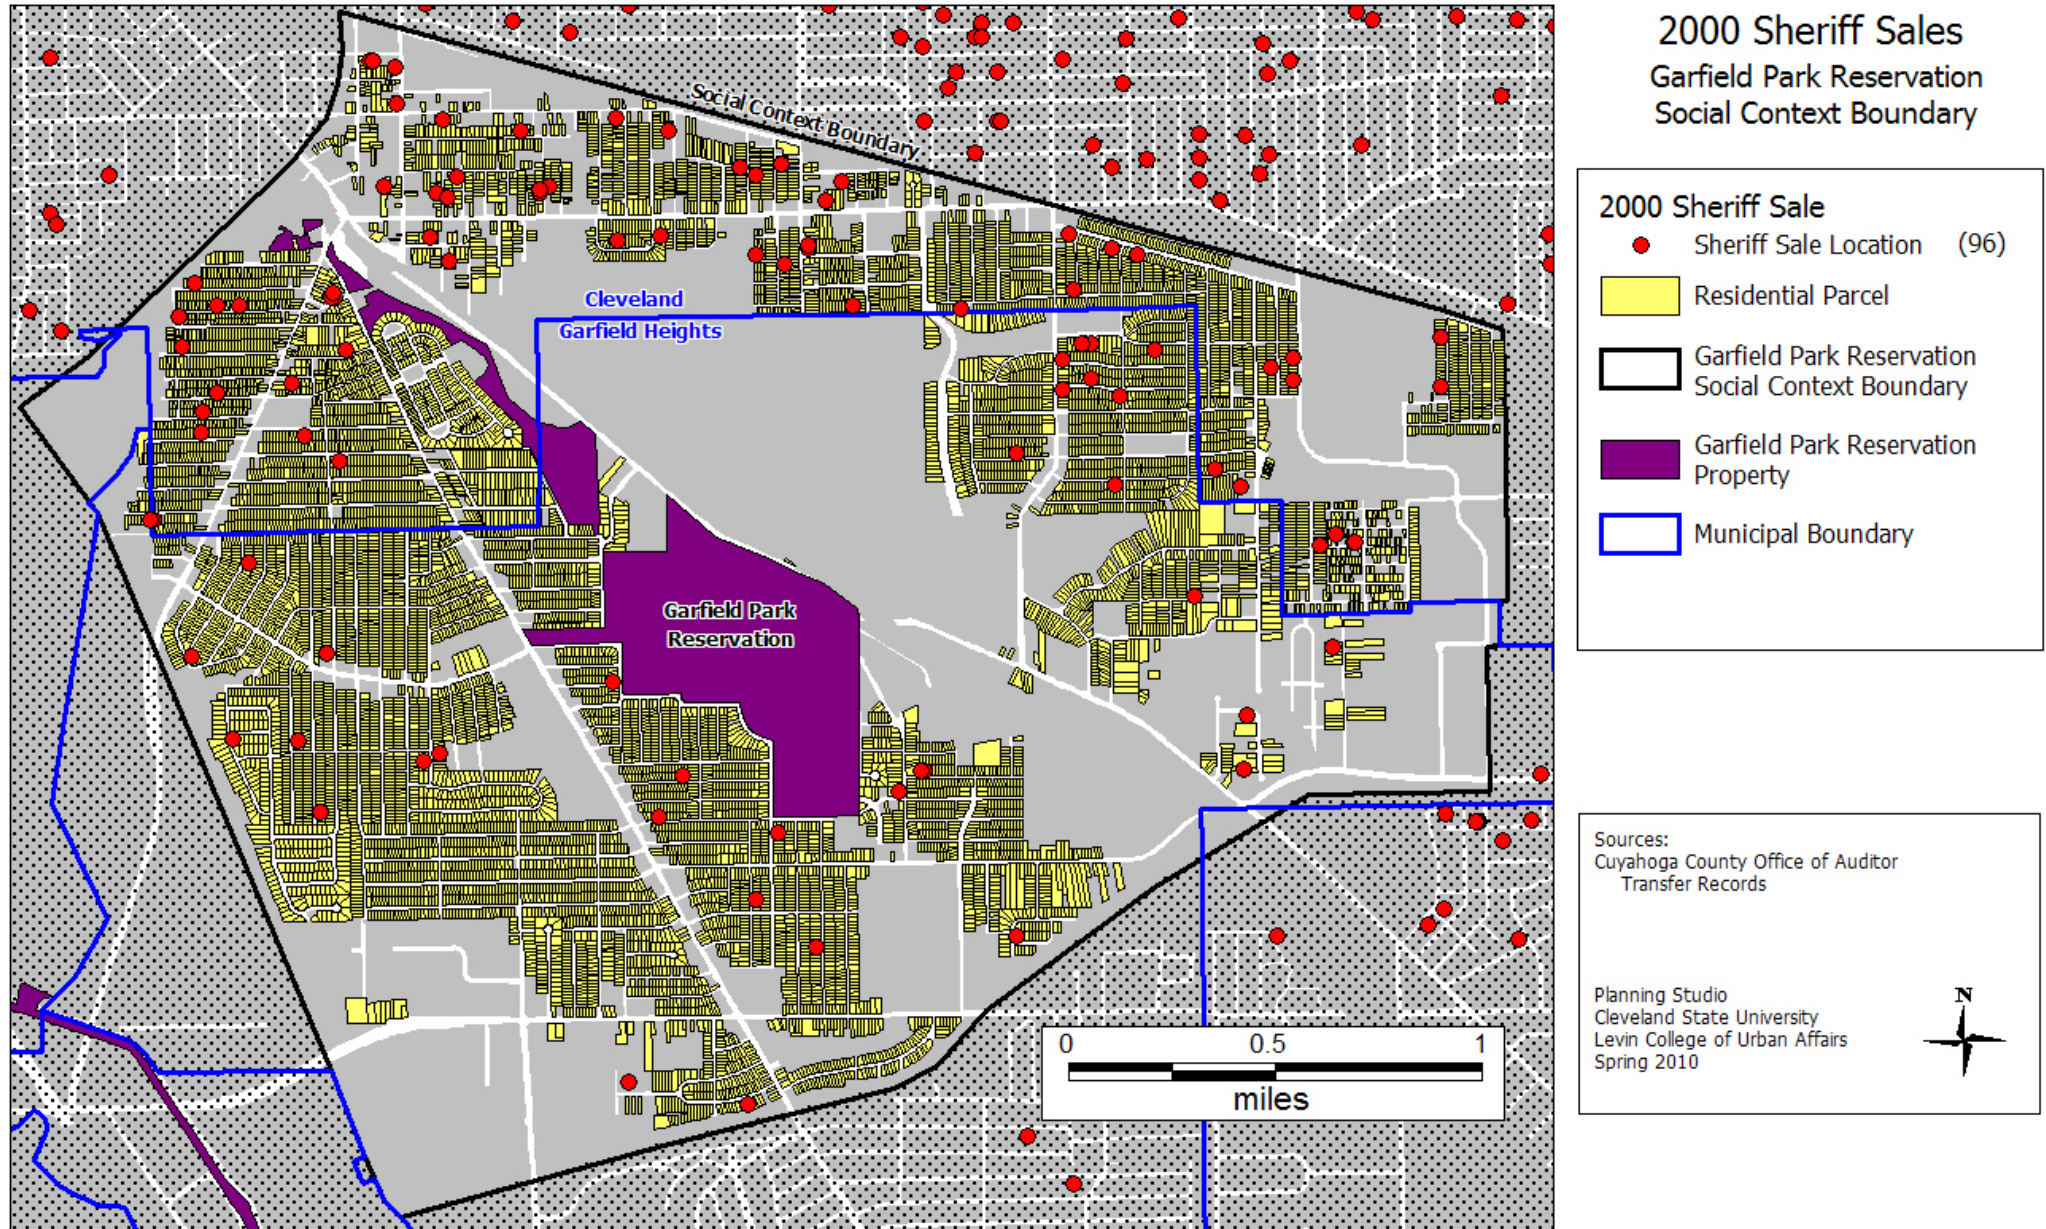 2000 Sheriff Sales
Garfield Park Reservation
Social Context Boundary
2000 Sheriff Sale
Sheriff Sale Location (96)
Residential Parcel
Garfield Park Reservation
Social Context Boundary
Garfield Park Reservation
Property
Municipal Boundary
Sources:
Cuyahoga County Office of Auditor
Transfer Records
Planning Studio
Cleveland State University
Levin College of Urban Affairs
Spring 2010
N
Social Context Boundary
Cleveland
Garfield Heights
Garfield Park
Reservation
0 0.5 1
miles